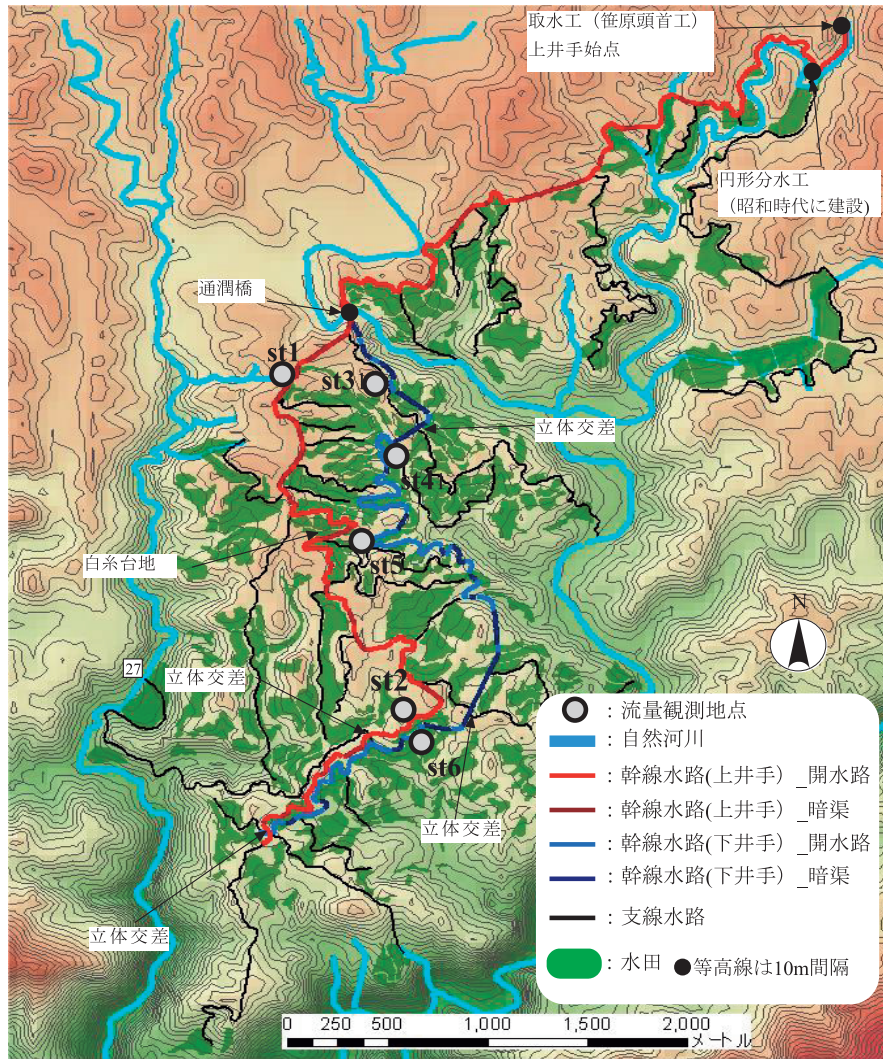 取水工（笹原頭首工）
上井手始点
円形分水工
（昭和時代に建設）
通潤橋
st1
st3
立体交差
st4
白糸台地
st5
N
27
立体交差
st2
st6
立体交差
立体交差
：流量観測地点
：自然河川
：幹線水路(上井手）_開水路
：幹線水路(上井手）_暗渠
：幹線水路(下井手）_開水路
：幹線水路(下井手）_暗渠
：支線水路
：水田 ●等高線は10m間隔
0 250 500 1,000 1,500 2,000
メートル